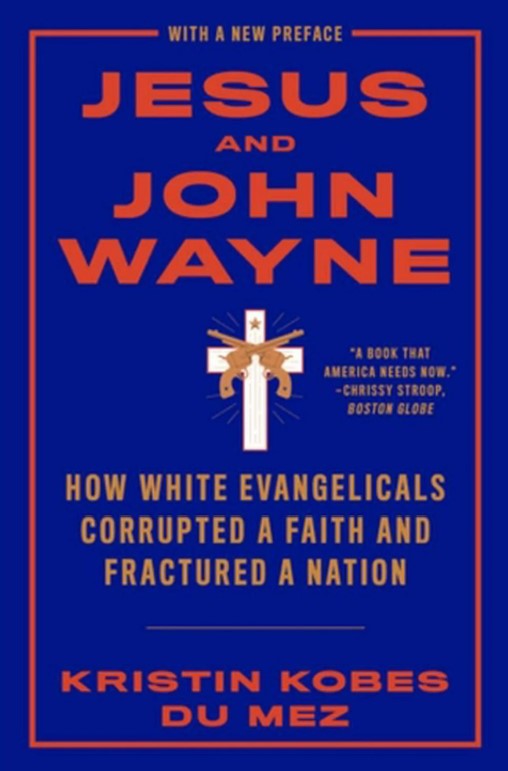 WITH A NEW PREFACE
JESUS
AND
JOHN
WAYNE
"A BOOK THAT
AMERICA NEEDS NOW."
–CHRISSY STROOP,
BOSTON GLOBE
HOW WHITE EVANGELICALS
CORRUPTED A FAITH AND
FRACTURED A NATION
KRISTIN KOBES
DU MEZ